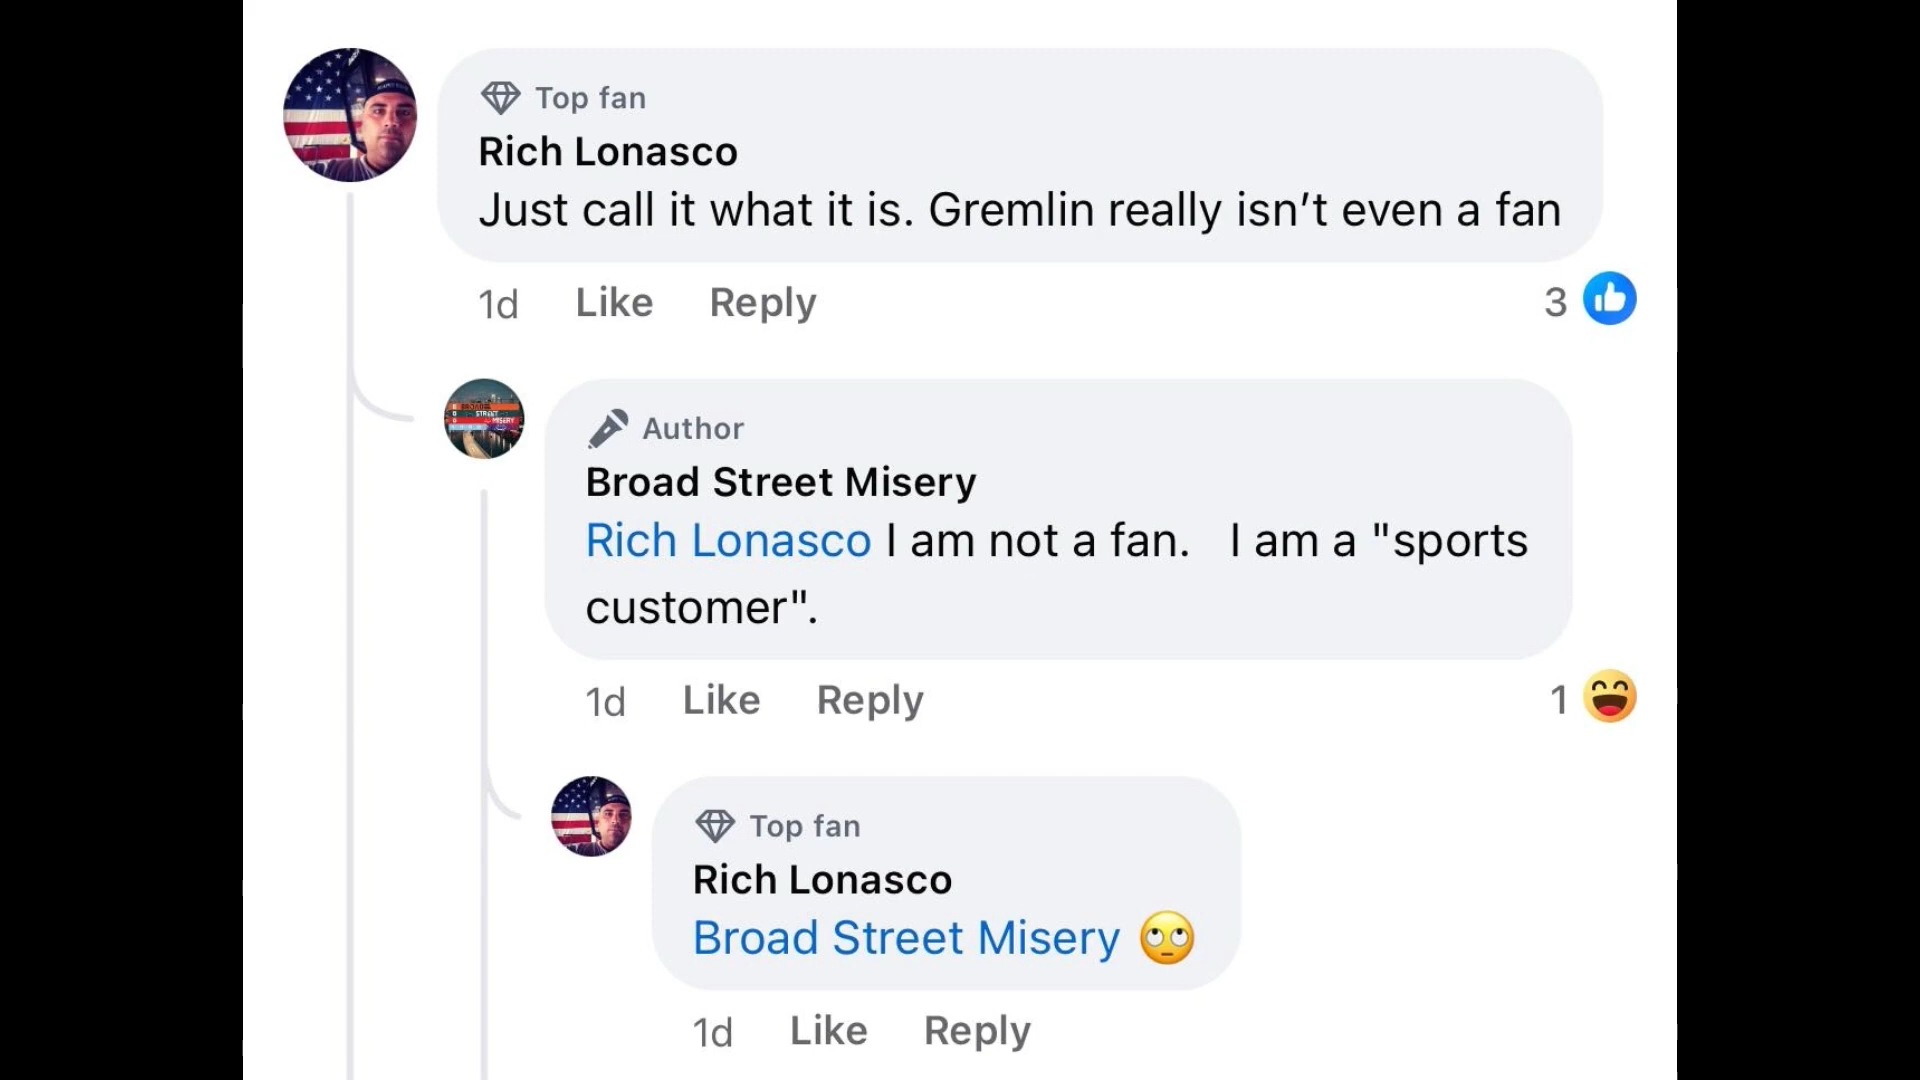 Top fan
Rich Lonasco
Just call it what it is. Gremlin really isn’t even a fan
1d Like Reply 3
Author
Broad Street Misery
Rich Lonasco I am not a fan.   I am a "sports
customer".
1d Like Reply 1
Top fan
Rich Lonasco
Broad Street Misery 🙄
1d Like Reply